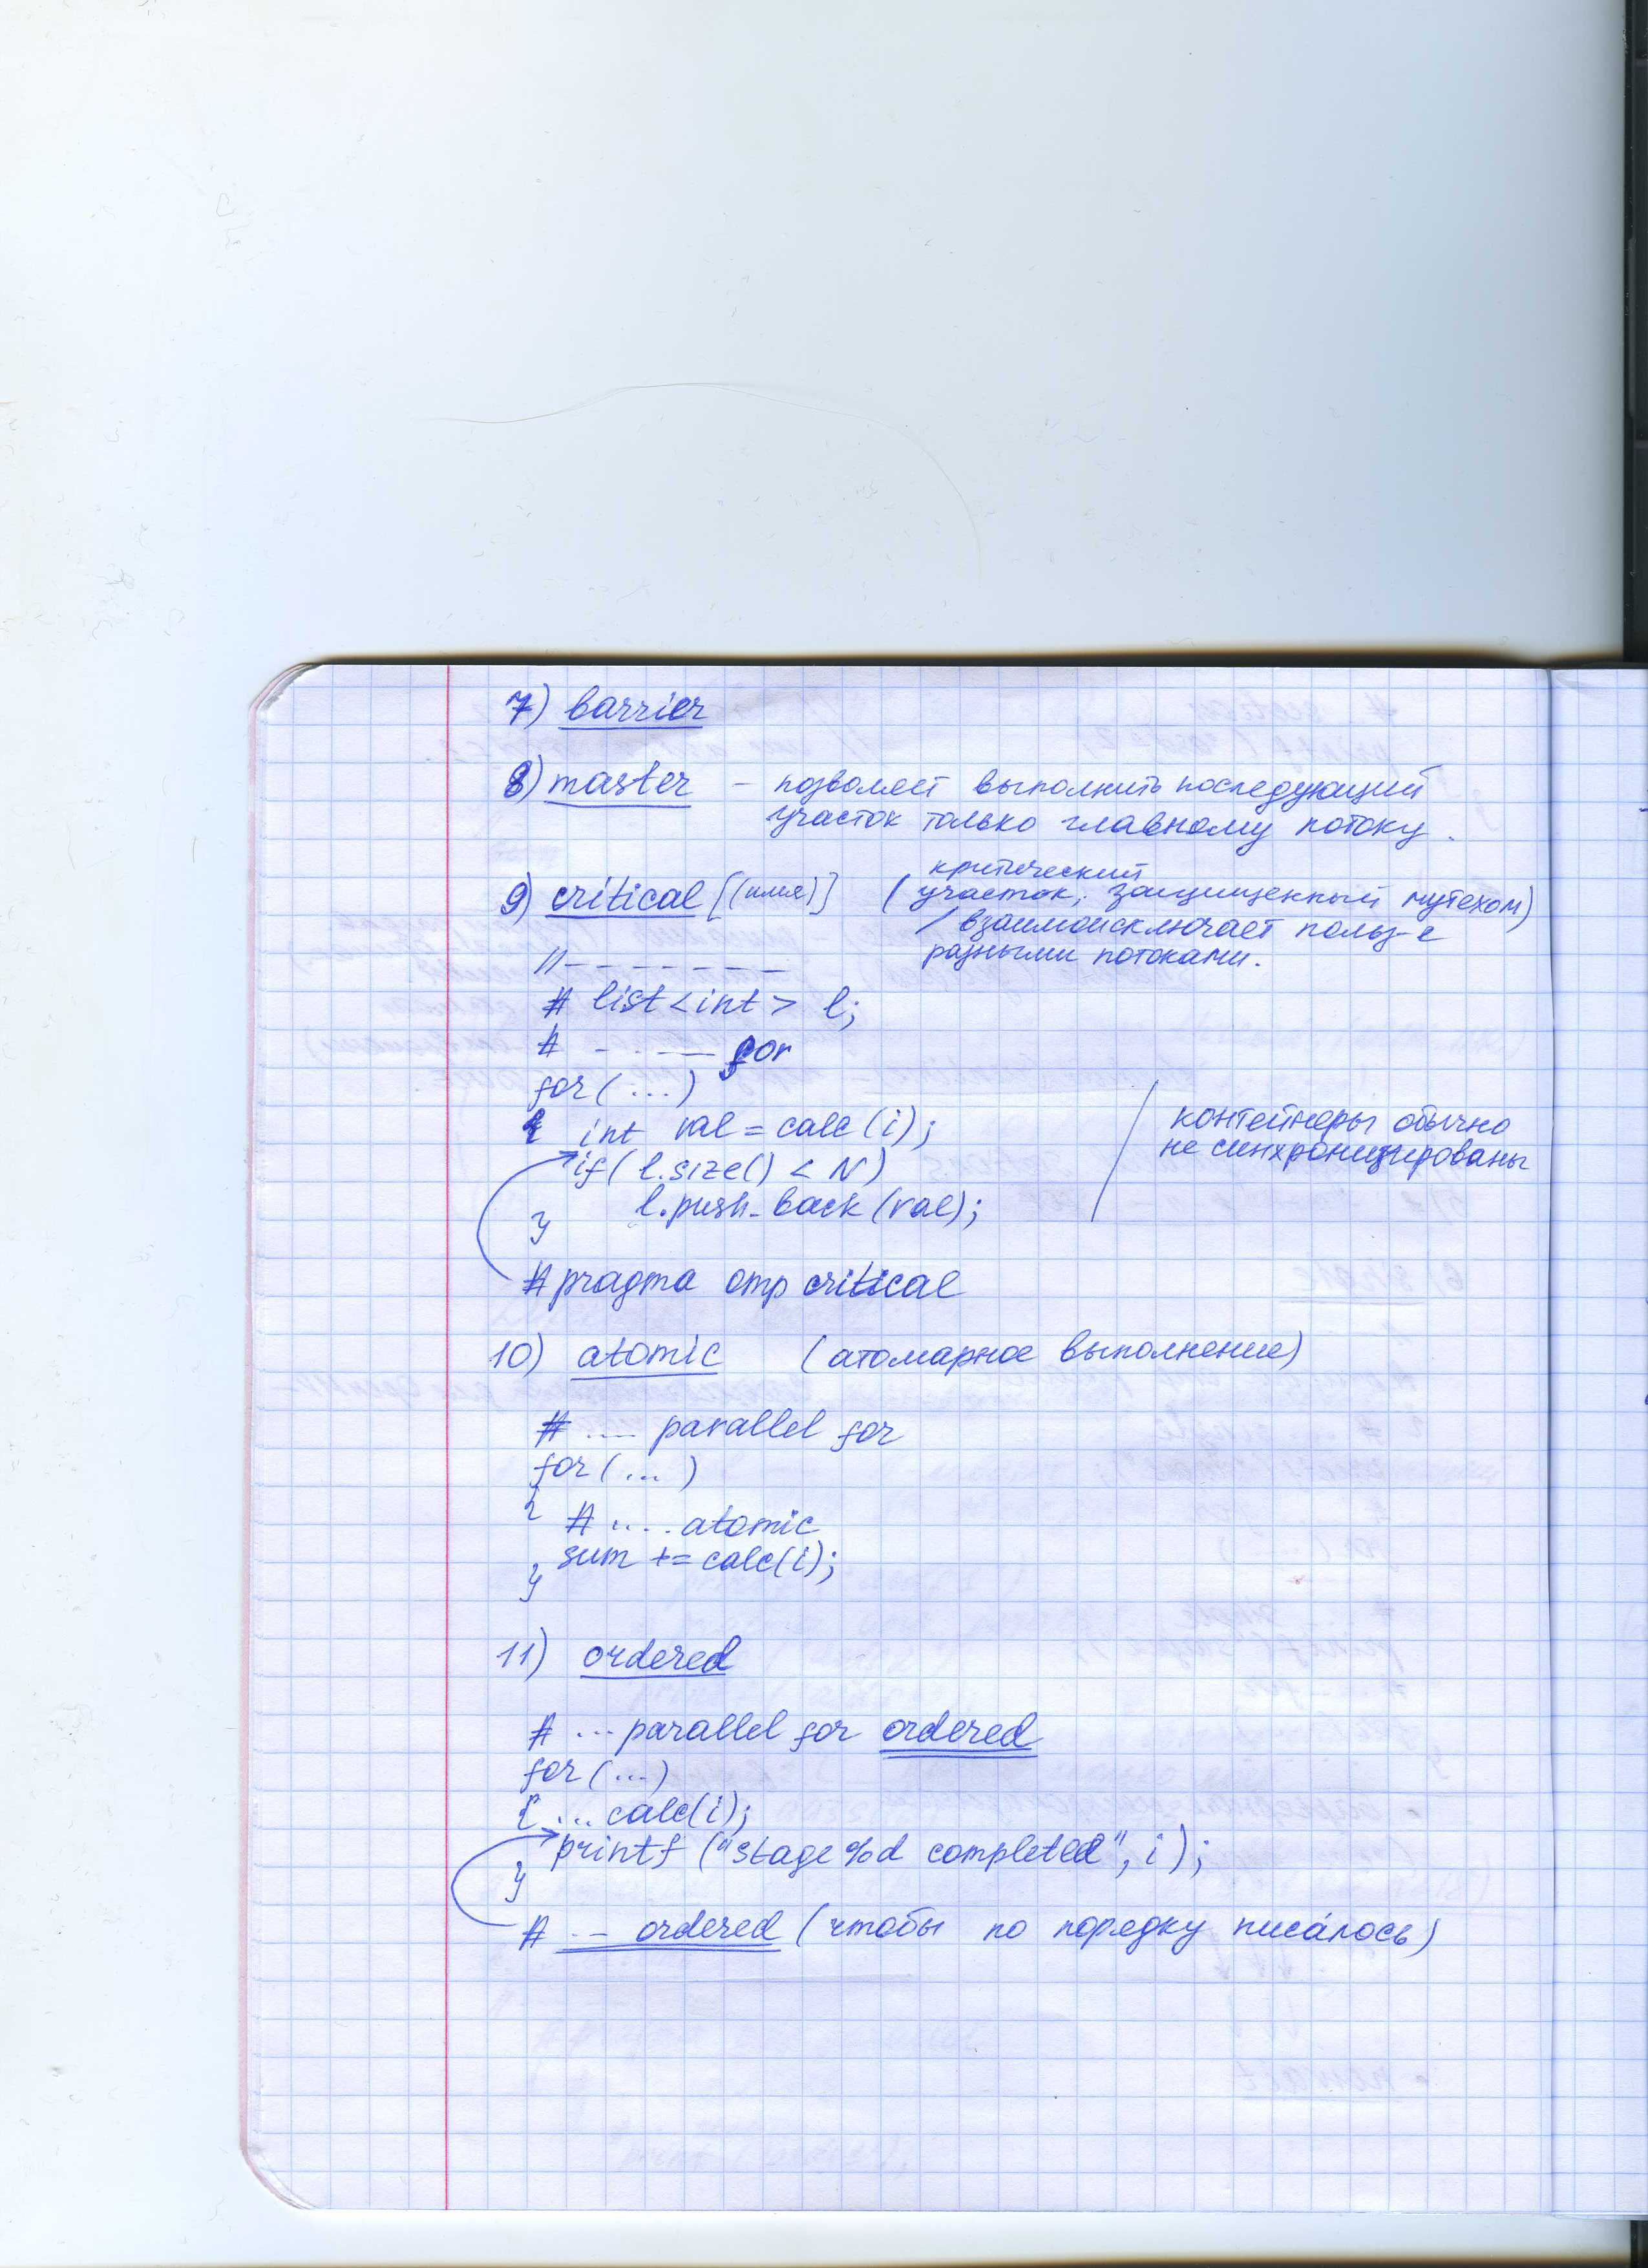 7) barrier
8) master – позволяет выполнить последующий
участок только главному потоку.
9) critical [(имя)] (критический
участок, защищенный мутехом)
/ взаимоисключает польз-е
разными потоками.
//– – – – – – –
# list<int> l;
# – . — for
for (...)
{ int val = calc(i);
if( l.size() < N)
l.push_back(val);
}
контейнеры обычно
не синхронизированы
#pragma omp critical
10) atomic (атомарное выполнение)
# .... parallel for
for (...)
{
# ..... atomic
sum += calc(i);
}
11) ordered
# ... parallel for ordered
for (...)
{ ... calc(i);
printf ("stage %d completed", i);
}
# .. – ordered (чтобы по порядку писалось)